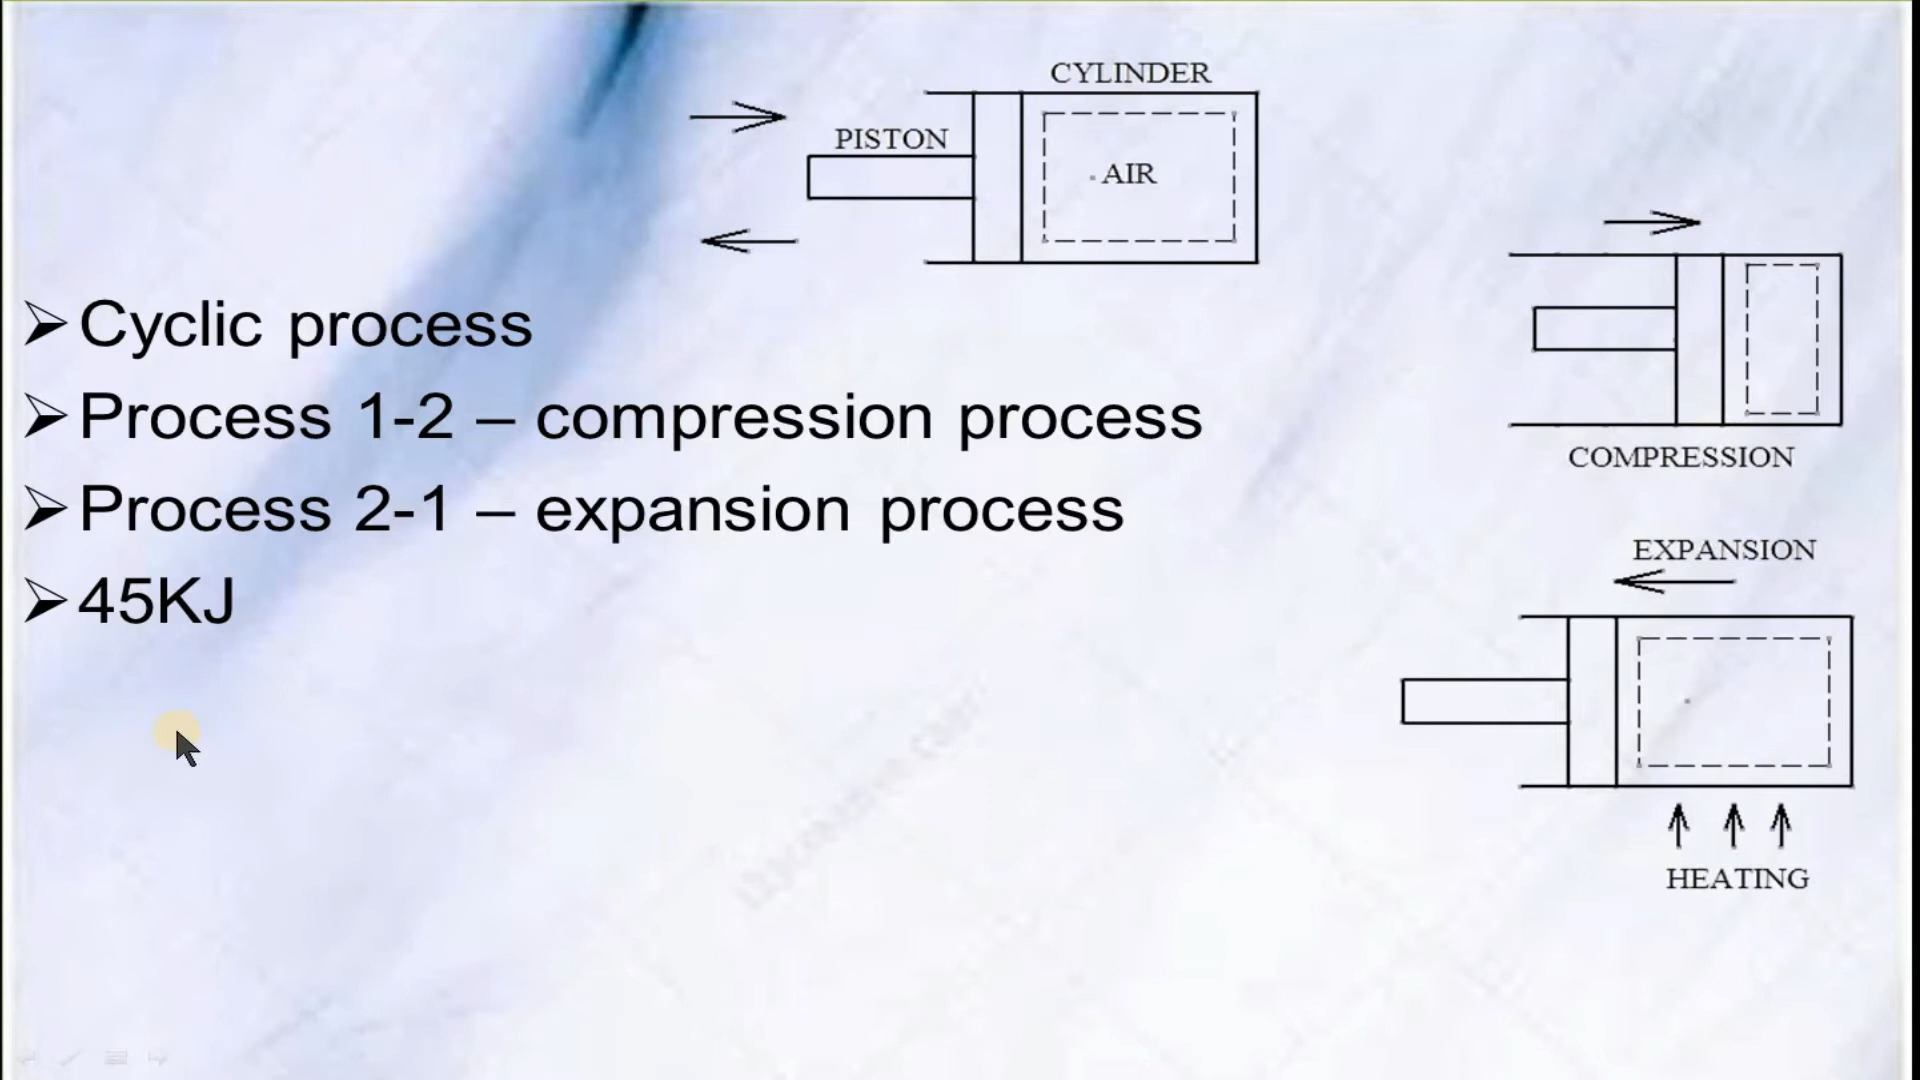 CYLINDER
PISTON
AIR
Cyclic process
Process 1-2 – compression process
Process 2-1 – expansion process
45KJ
COMPRESSION
EXPANSION
HEATING